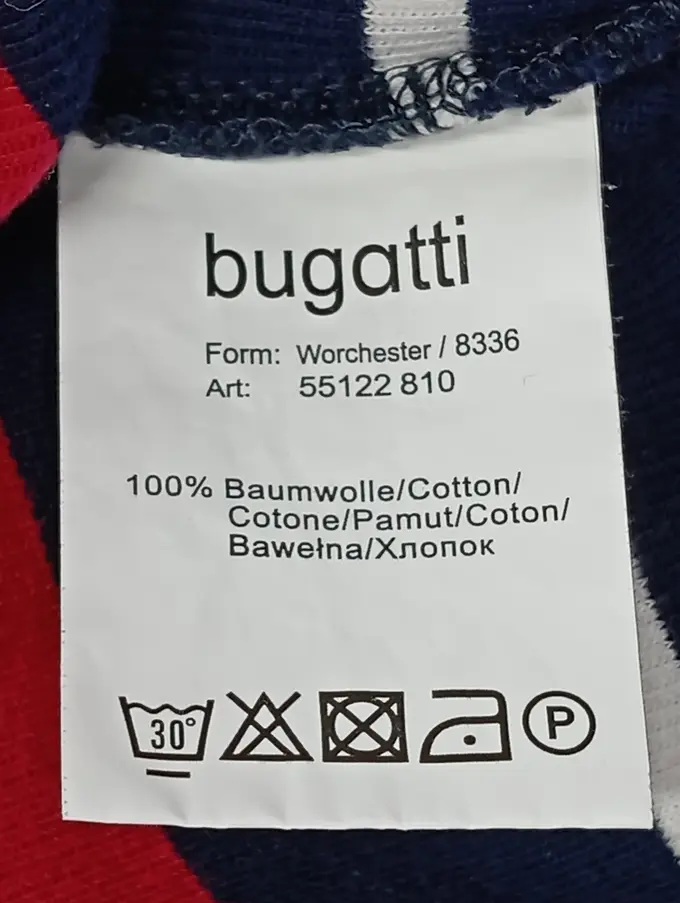 bugatti
Form: Worchester / 8336
Art: 55122 810
100% Baumwolle/Cotton/
Cotone/Pamut/Coton/
Bawełna/Хлопок
30° P